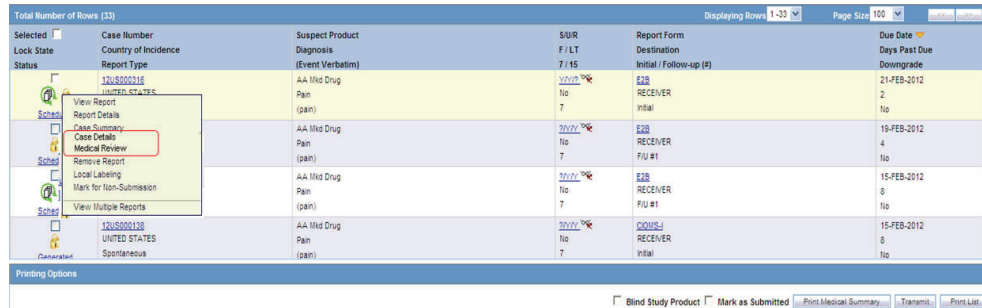 Total Number of Rows (33) Displaying Rows 1 -33 Page Size 100
Selected Case Number Suspect Product S/U/R Report Form Due Date
Lock State Country of Incidence Diagnosis F / LT Destination Days Past Due
Status Report Type (Event Verbatim) 7 / 15 Initial / Follow-up (#) Downgrade
12US000316 AA Mkd Drug Y/Y/? E2B 21-FEB-2012
UNITED STATES Pain No RECEIVER 2
Schedu (pain) 7 Initial No
View Report
Report Details
Case Summary
Case Details
Medical Review
Remove Report
Local Labeling
Mark for Non-Submission
View Multiple Reports
AA Mkd Drug ?/Y/Y E2B 19-FEB-2012
Pain No RECEIVER 4
Sched (pain) 7 F/U #1 No
AA Mkd Drug ?/Y/Y E2B 15-FEB-2012
Pain No RECEIVER 8
Sched (pain) 7 F/U #1 No
12US000138 AA Mkd Drug ?/Y/Y CIOMS-I 15-FEB-2012
UNITED STATES Pain No RECEIVER 8
Generated Spontaneous (pain) 7 Initial No
Printing Options
Blind Study Product Mark as Submitted Print Medical Summary Transmit Print List